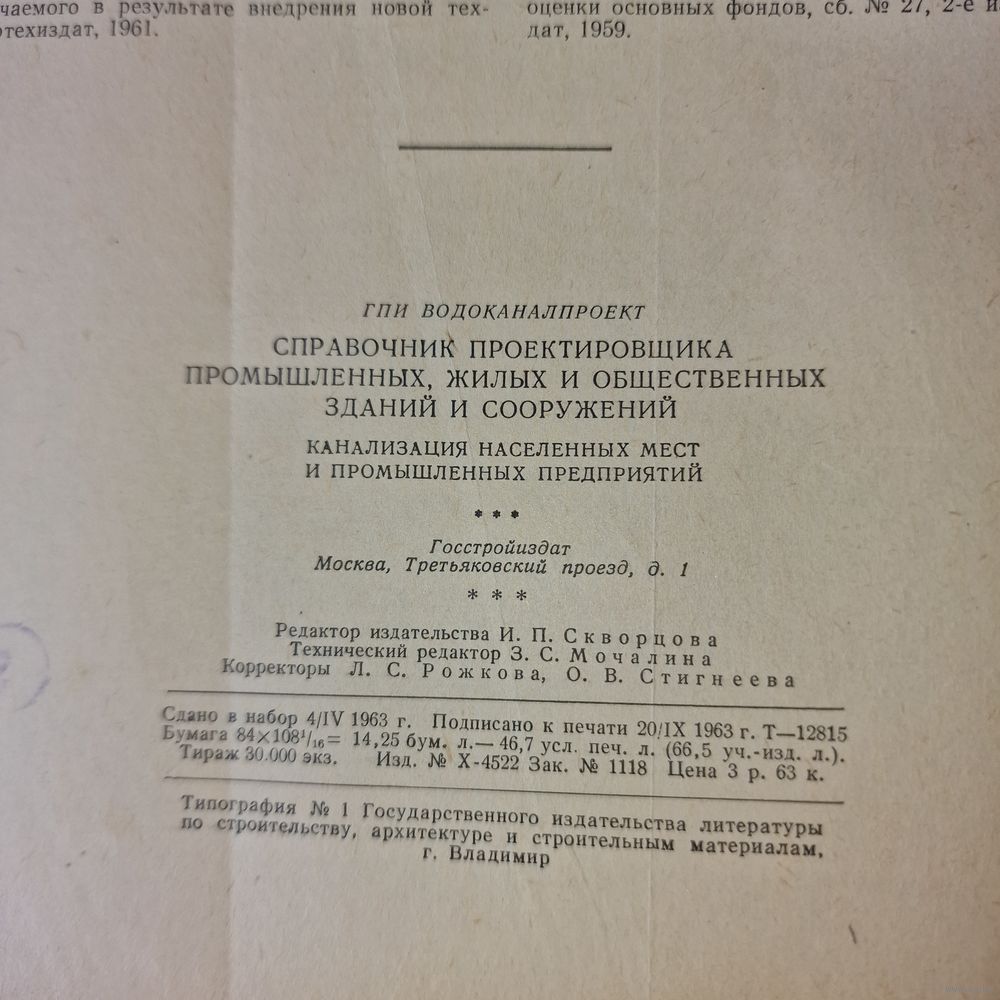 чаемого в результате внедрения новой тех-
отехиздат, 1961.
оценки основных фондов, сб. № 27, 2-е и
дат, 1959.
ГПИ ВОДОКАНАЛПРОЕКТ
СПРАВОЧНИК ПРОЕКТИРОВЩИКА
ПРОМЫШЛЕННЫХ, ЖИЛЫХ И ОБЩЕСТВЕННЫХ
ЗДАНИЙ И СООРУЖЕНИЙ
КАНАЛИЗАЦИЯ НАСЕЛЕННЫХ МЕСТ
И ПРОМЫШЛЕННЫХ ПРЕДПРИЯТИЙ
* * *
Госстройиздат
Москва, Третьяковский проезд, д. 1
* * *
Редактор издательства И. П. Скворцова
Технический редактор З. С. Мочалина
Корректоры Л. С. Рожкова, О. В. Стигнеева
Сдано в набор 4/IV 1963 г. Подписано к печати 20/IX 1963 г. Т—12815
Бумага 84×108¹/₁₆= 14,25 бум. л.— 46,7 усл. печ. л. (66,5 уч.-изд. л.).
Тираж 30.000 экз. Изд. № X-4522 Зак. № 1118 Цена 3 р. 63 к.
Типография № 1 Государственного издательства литературы
по строительству, архитектуре и строительным материалам,
г. Владимир